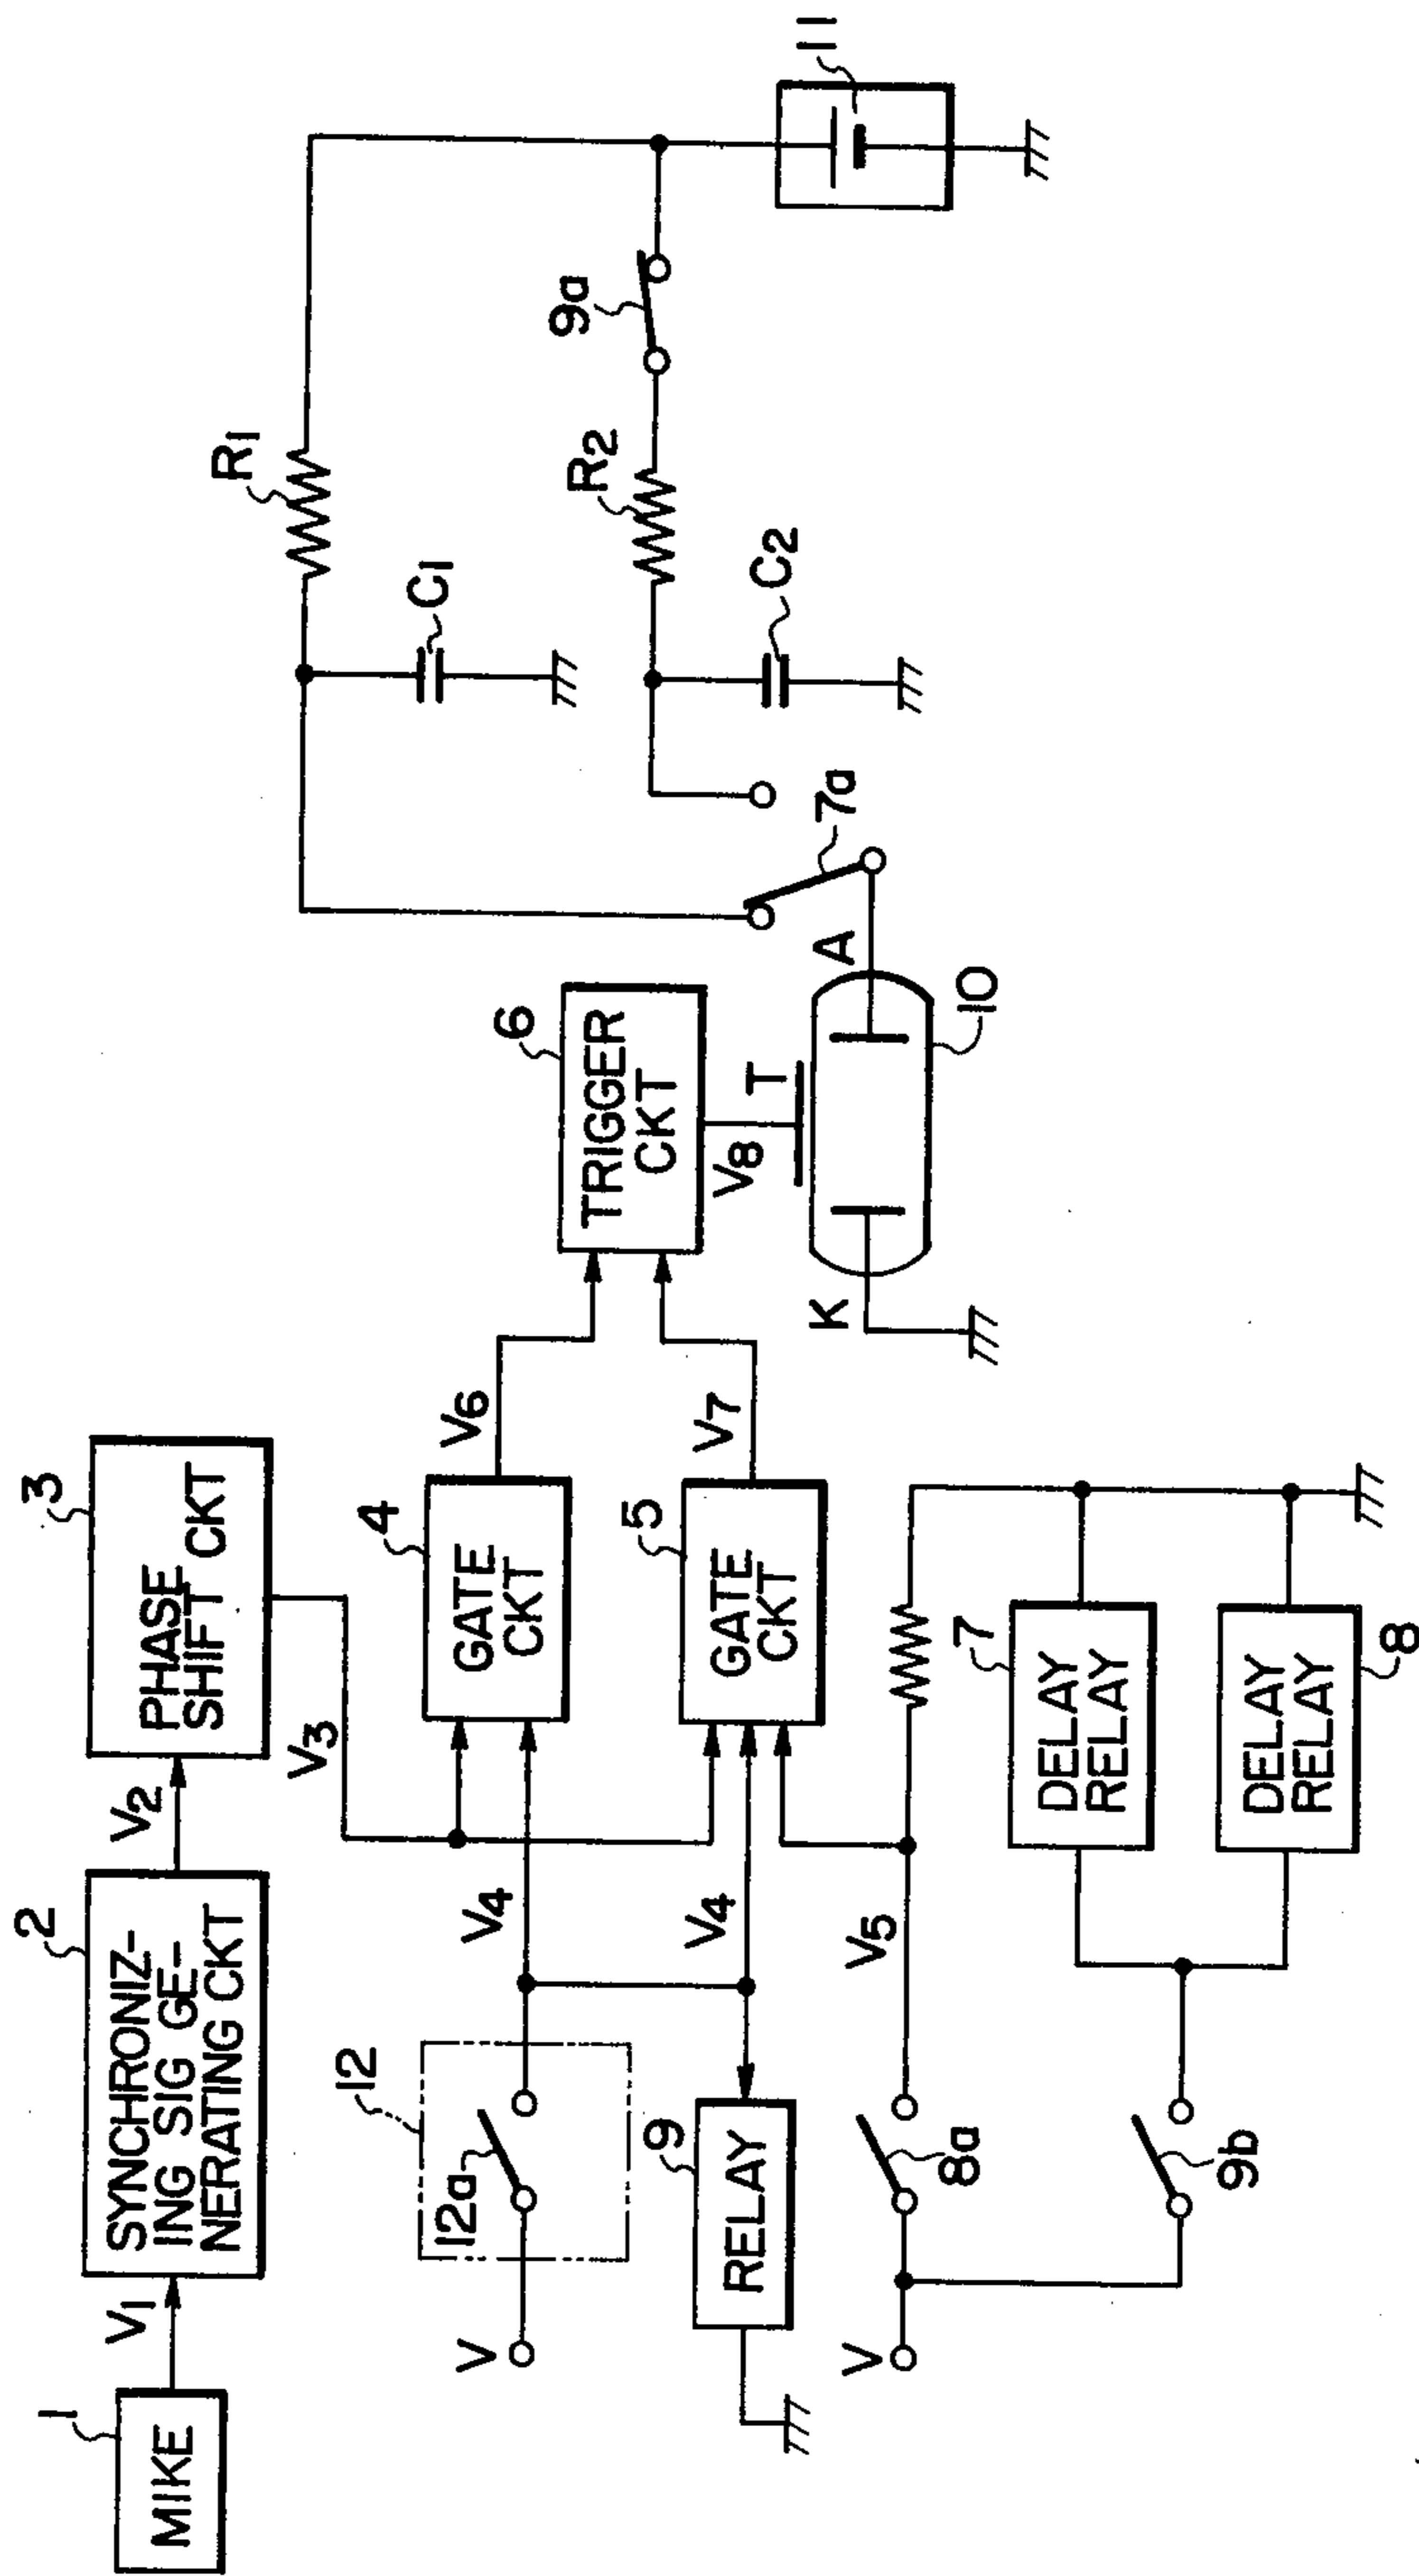 1
MIKE
V1
2
SYNCHRONIZ-
ING SIG GE-
NERATING CKT
V2
3
PHASE
SHIFT CKT
V3
12
12a
V
V4
V4
4
GATE
CKT
V6
5
GATE
CKT
V7
6
TRIGGER
CKT
V8
T
K
A
10
7a
9
RELAY
V
8a
V5
9b
7
DELAY
RELAY
8
DELAY
RELAY
R1
C1
R2
C2
9a
11